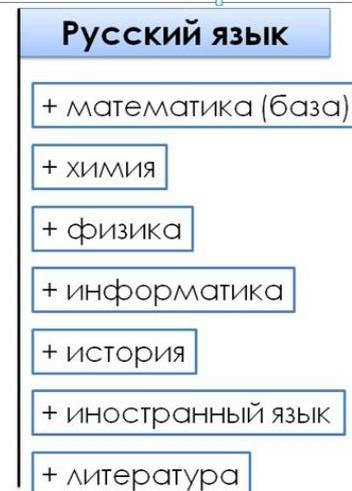 Русский язык
+ математика (база)
+ химия
+ физика
+ информатика
+ история
+ иностранный язык
+ литература